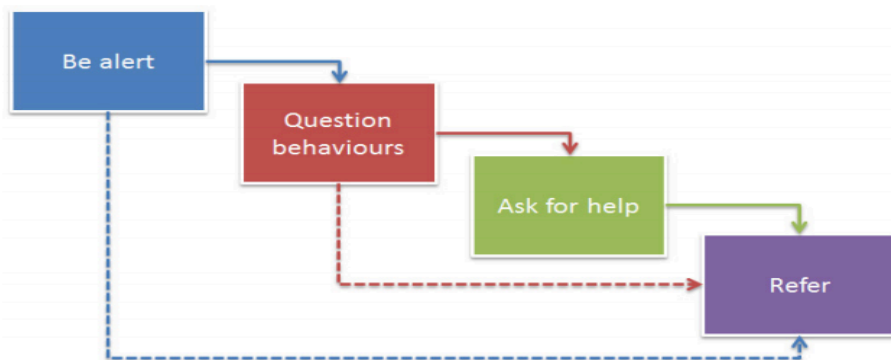 Be alert
Question
behaviours
Ask for help
Refer